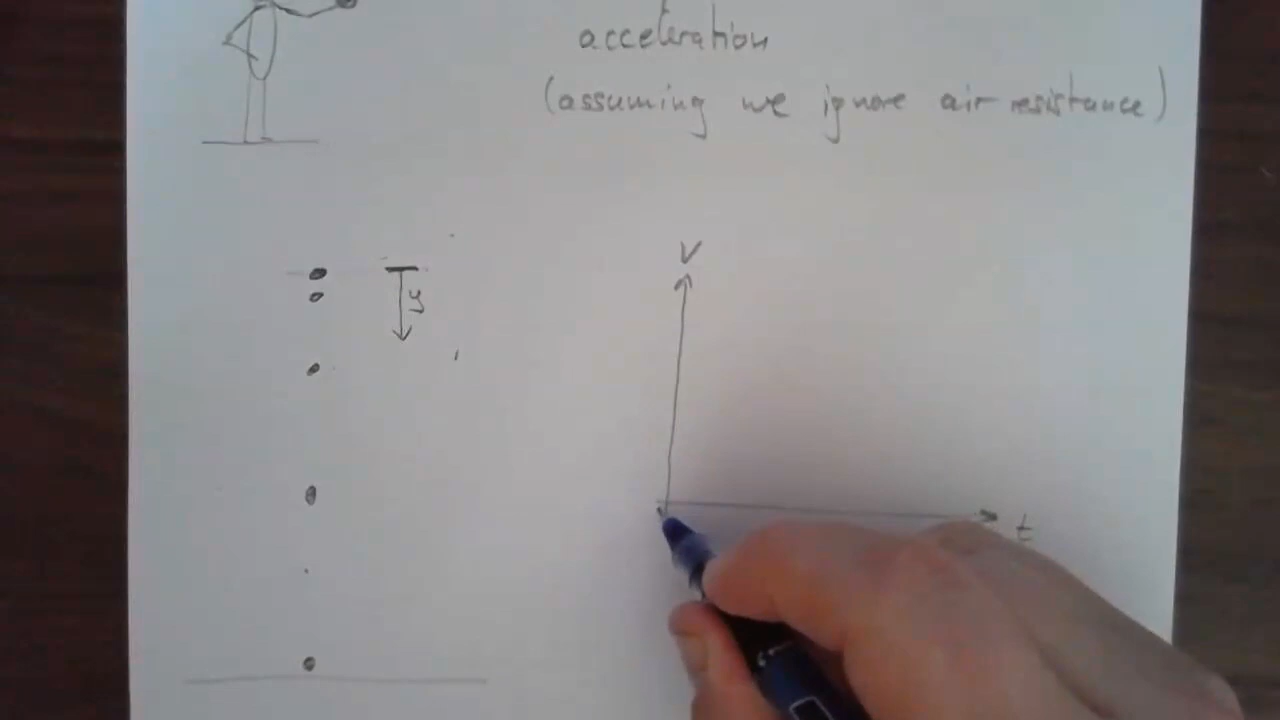 acceleration
(assuming we ignore air resistance)
V
y
t